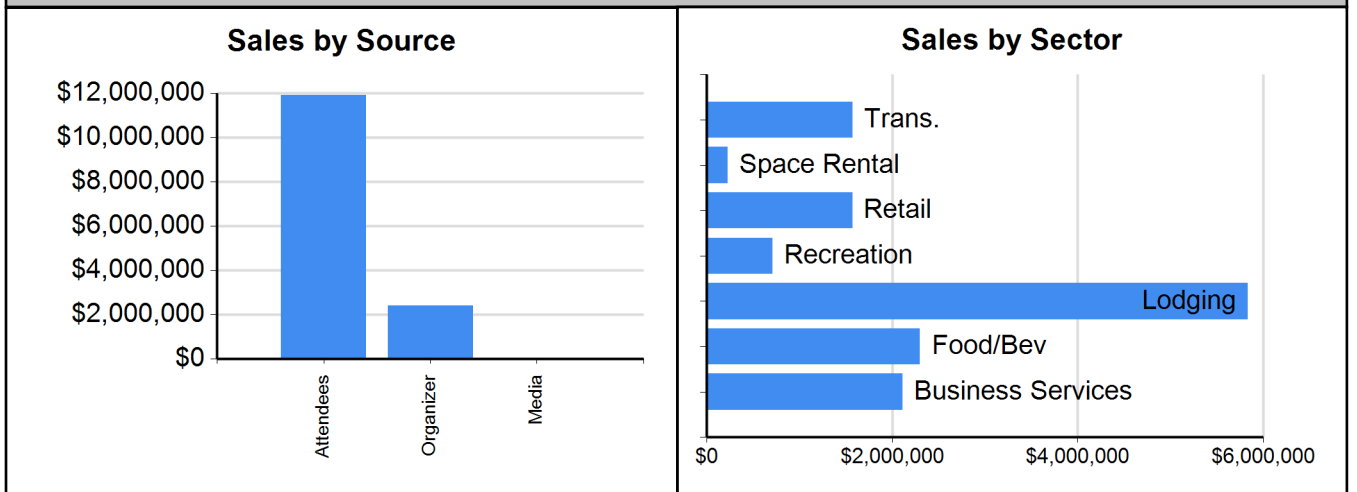 Sales by Source
$12,000,000
$10,000,000
$8,000,000
$6,000,000
$4,000,000
$2,000,000
$0
Attendees
Organizer
Media
Sales by Sector
Trans.
Space Rental
Retail
Recreation
Lodging
Food/Bev
Business Services
$0
$2,000,000
$4,000,000
$6,000,000